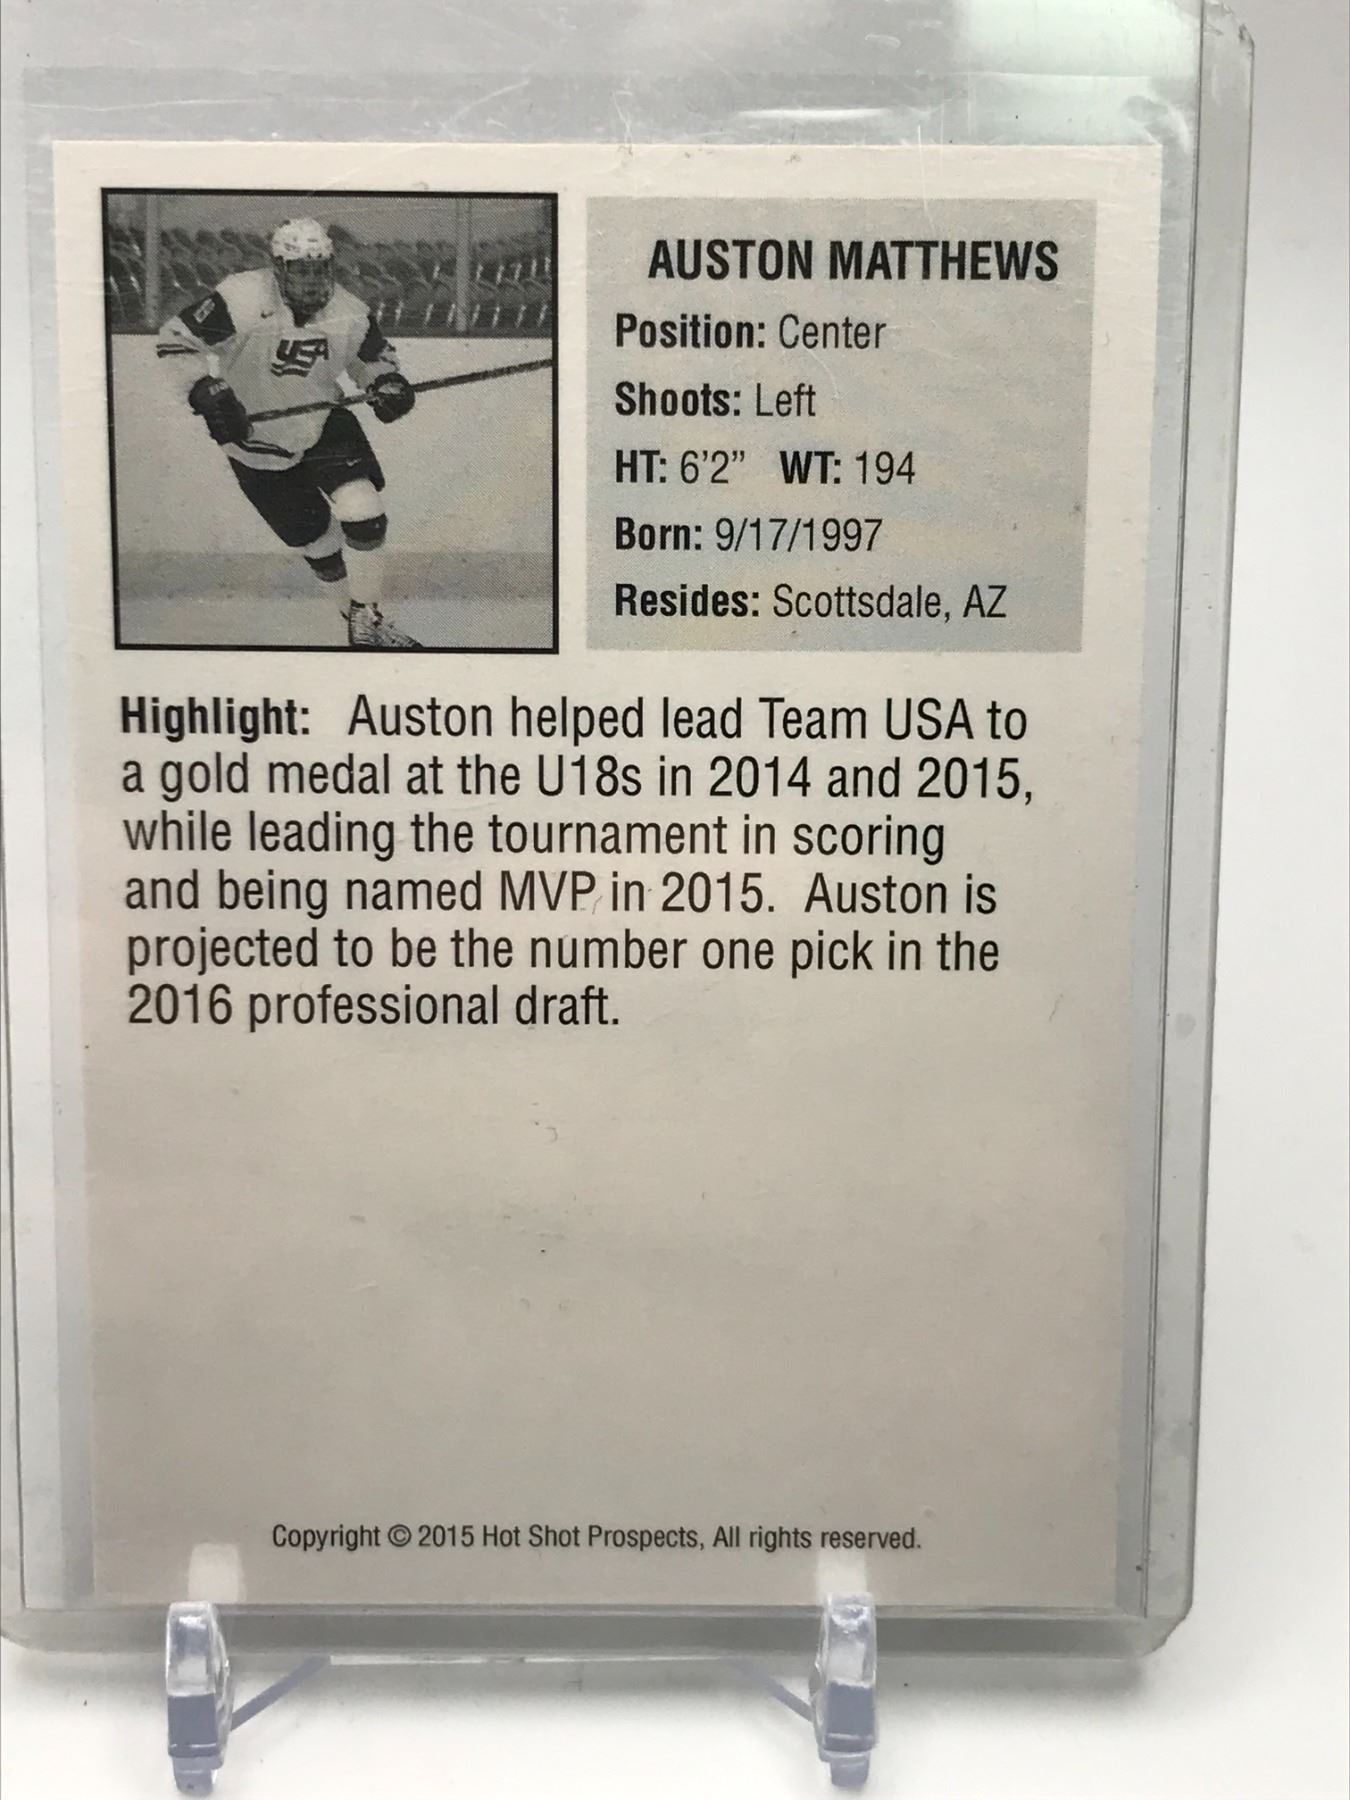 USA
AUSTON MATTHEWS
Position: Center
Shoots: Left
HT: 6'2” WT: 194
Born: 9/17/1997
Resides: Scottsdale, AZ
Highlight: Auston helped lead Team USA to
a gold medal at the U18s in 2014 and 2015,
while leading the tournament in scoring
and being named MVP in 2015. Auston is
projected to be the number one pick in the
2016 professional draft.
Copyright © 2015 Hot Shot Prospects, All rights reserved.